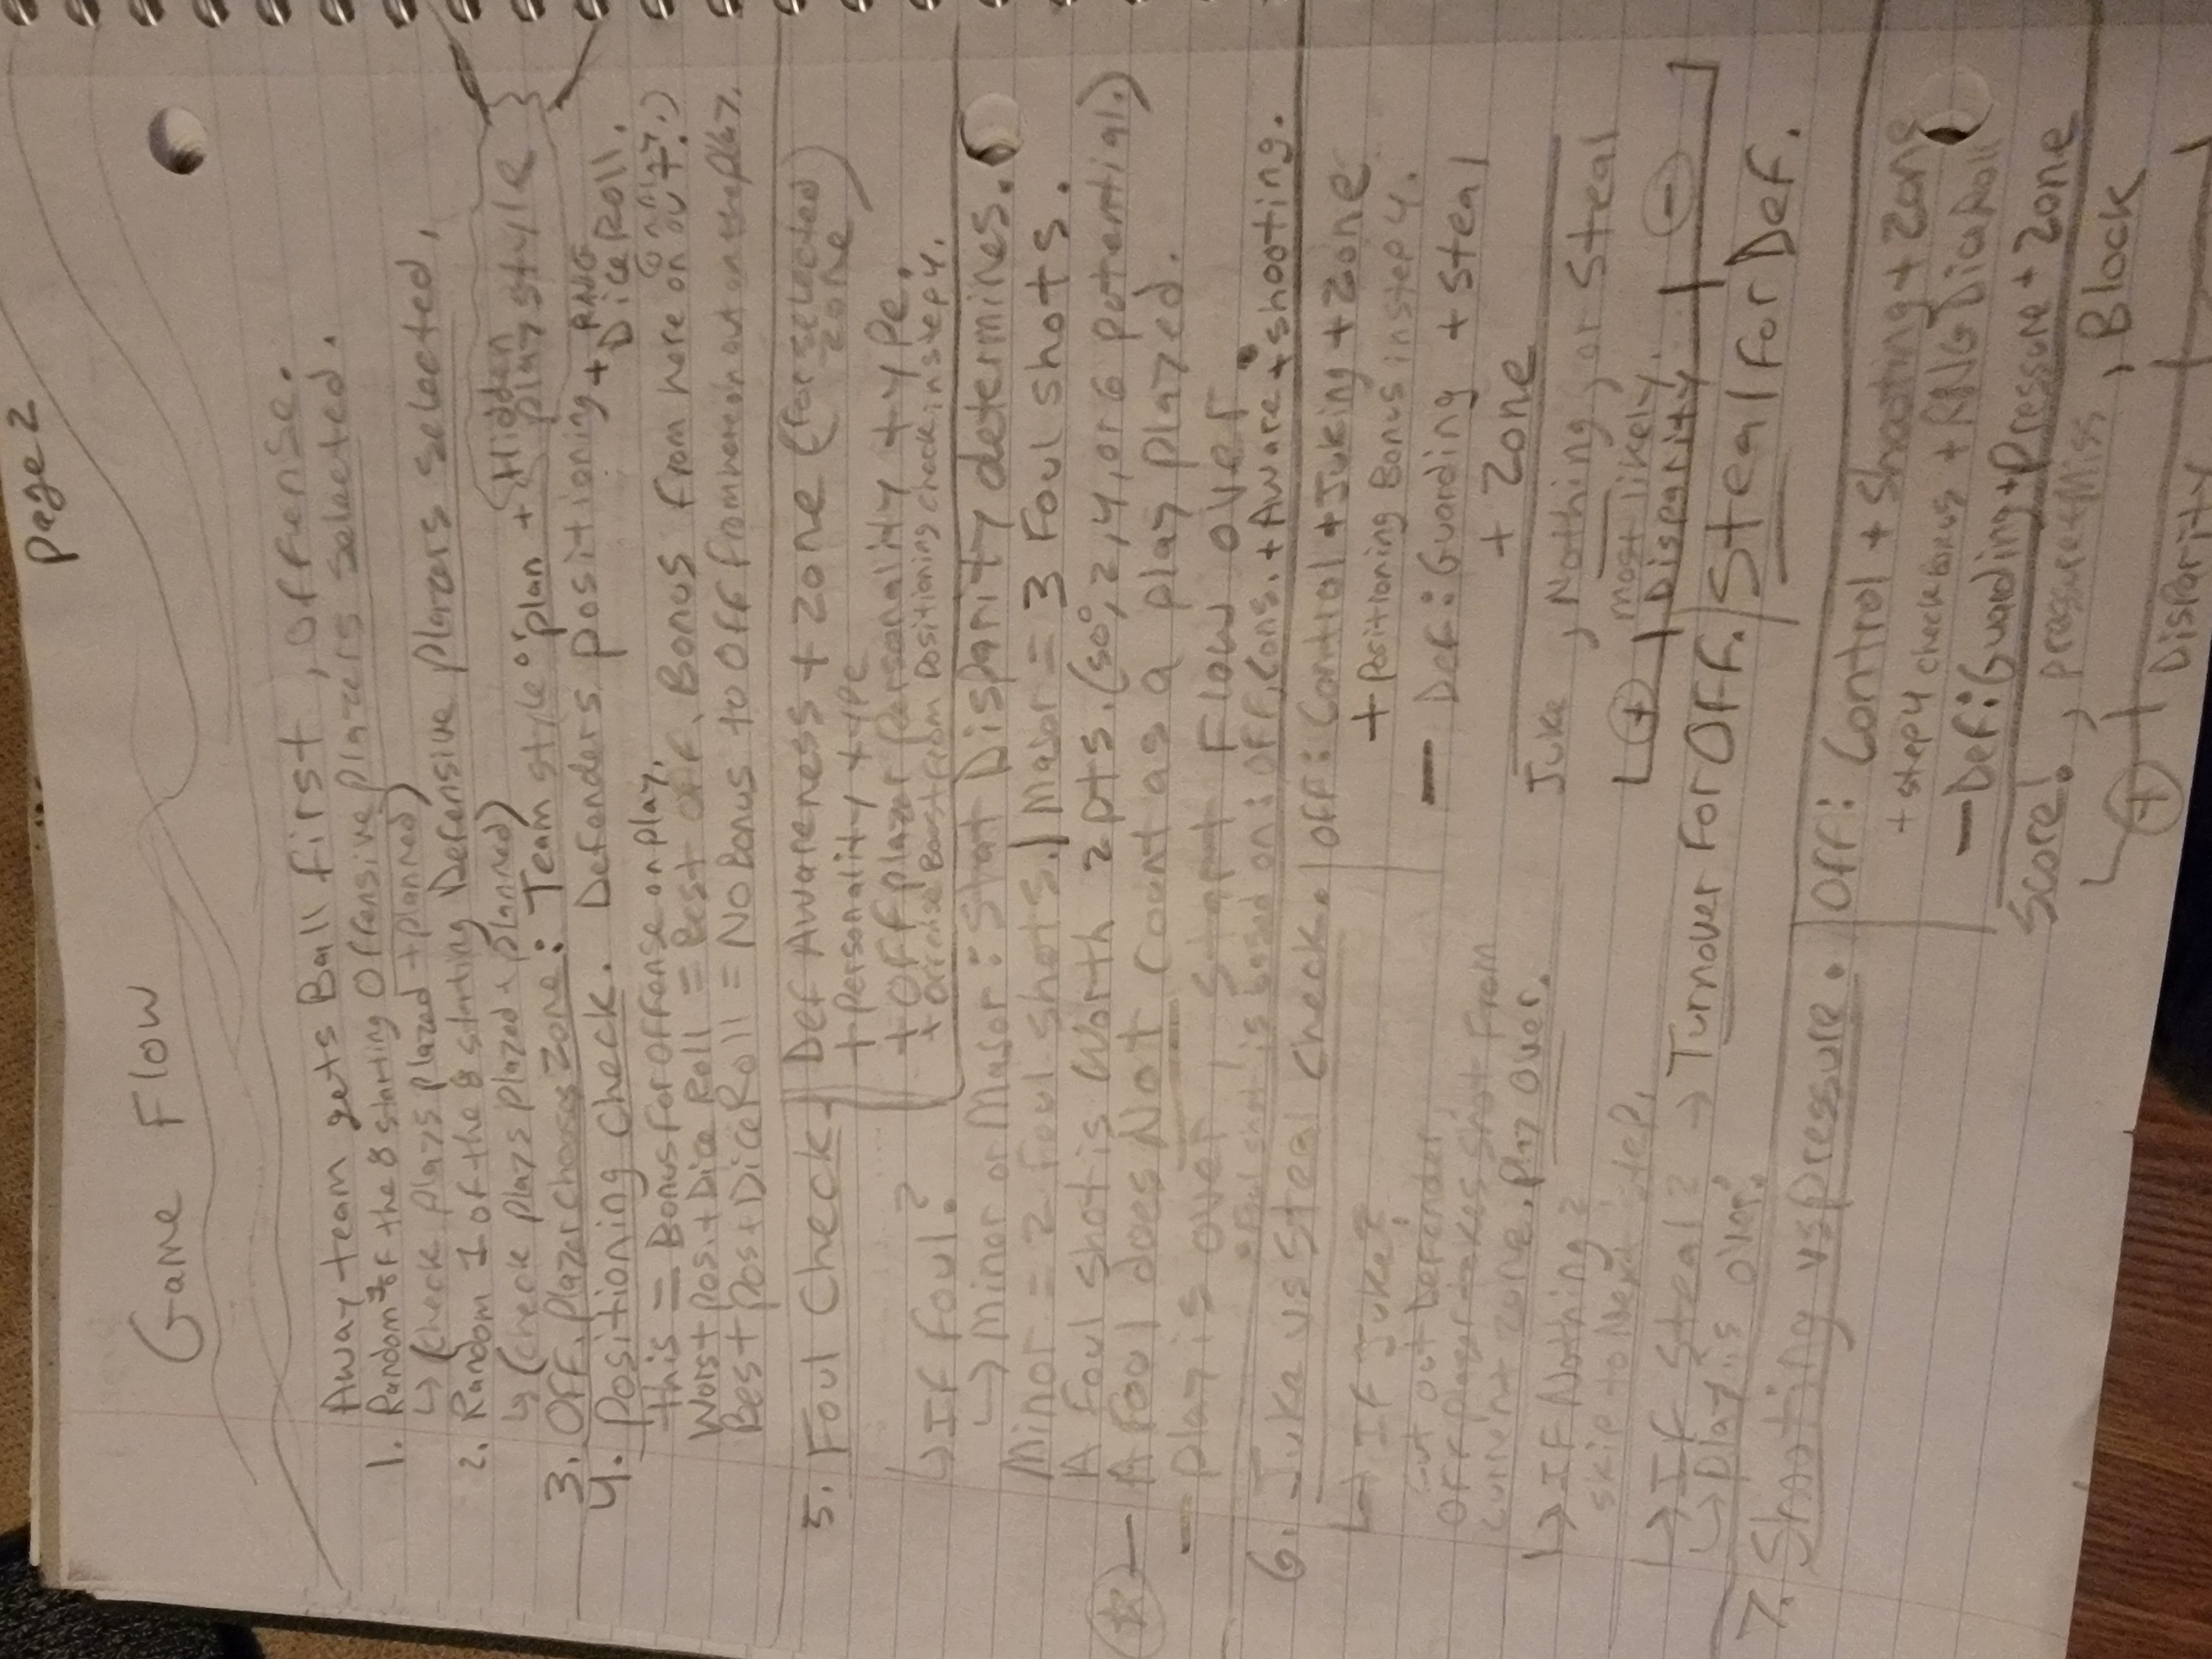 Page 2
Game Flow
Away team gets Ball first, offense.
1. Random 1 of the 8 starting Offensive Players selected.
↳ (check plays played + planned)
2. Random 1 of the 8 starting Defensive Players selected.
↳ (check plays played + planned)
3. Off. Player chooses Zone: Team style or plan + Hidden play style
4. Positioning Check. Defenders positioning + RNG Dice Roll.
This = Bonus for offense on play.
Worst pos. + Dice Roll = Best Off. Bonus from here on out. (on play.)
Best pos + Dice Roll = No Bonus to Off from here on out on the play.
5. Foul Check
Def Awareness + Zone (for selected zone)
+ Personality type
+ Off player personality type.
+ offense Boost from positioning check in step 4.
↳ If foul?
↳ Minor or Major: Stat Disparity determines.
Minor = 2 foul shots. | Major = 3 Foul shots.
A foul shot is worth 2 pts. (so 0, 2, 4, or 6 potential.)
☆ - A foul does Not count as a play played.
- play is over, start Flow over.
• Foul shot is based on: Off. Cons. + Aware + shooting.
6. Juke vs Steal check.
Off: Control + Juking + Zone
+ Positioning Bonus in step 4.
— Def: Guarding + Steal
+ Zone
Juke, Nothing, or Steal
most likely.
+ | Disparity | -
↳ If Juke?
Cut out Defender,
Off player takes shot from
current zone. Play Over.
↳ If Nothing?
skip to Next step.
↳ If Steal? → Turnover for Off. | Steal for Def.
↳ Play is over.
7. Shooting vs Pressure.
Off: Control + Shooting + Zone
+ step 4 check Bonus + RNG Dice Roll
— Def: Guarding + Pressure + Zone
Score!, pressure + Miss, Block
+ | Disparity |